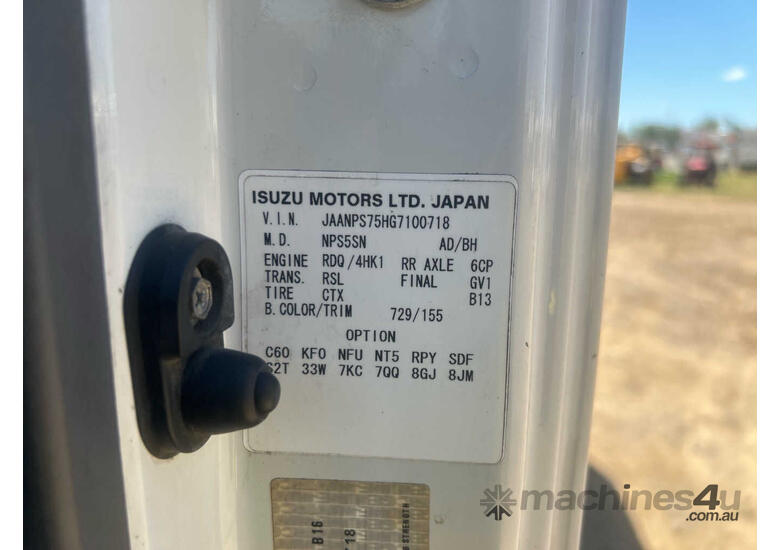 ISUZU MOTORS LTD. JAPAN
V.I.N. JAANPS75HG7100718
M.D. NPS5SN AD/BH
ENGINE RDQ/4HK1 RR AXLE 6CP
TRANS. RSL FINAL GV1
TIRE CTX B13
B.COLOR/TRIM 729/155
OPTION
C60 KF0 NFU NT5 RPY SDF
S2T 33W 7KC 7QQ 8GJ 8JM
B16
machines4u
.com.au